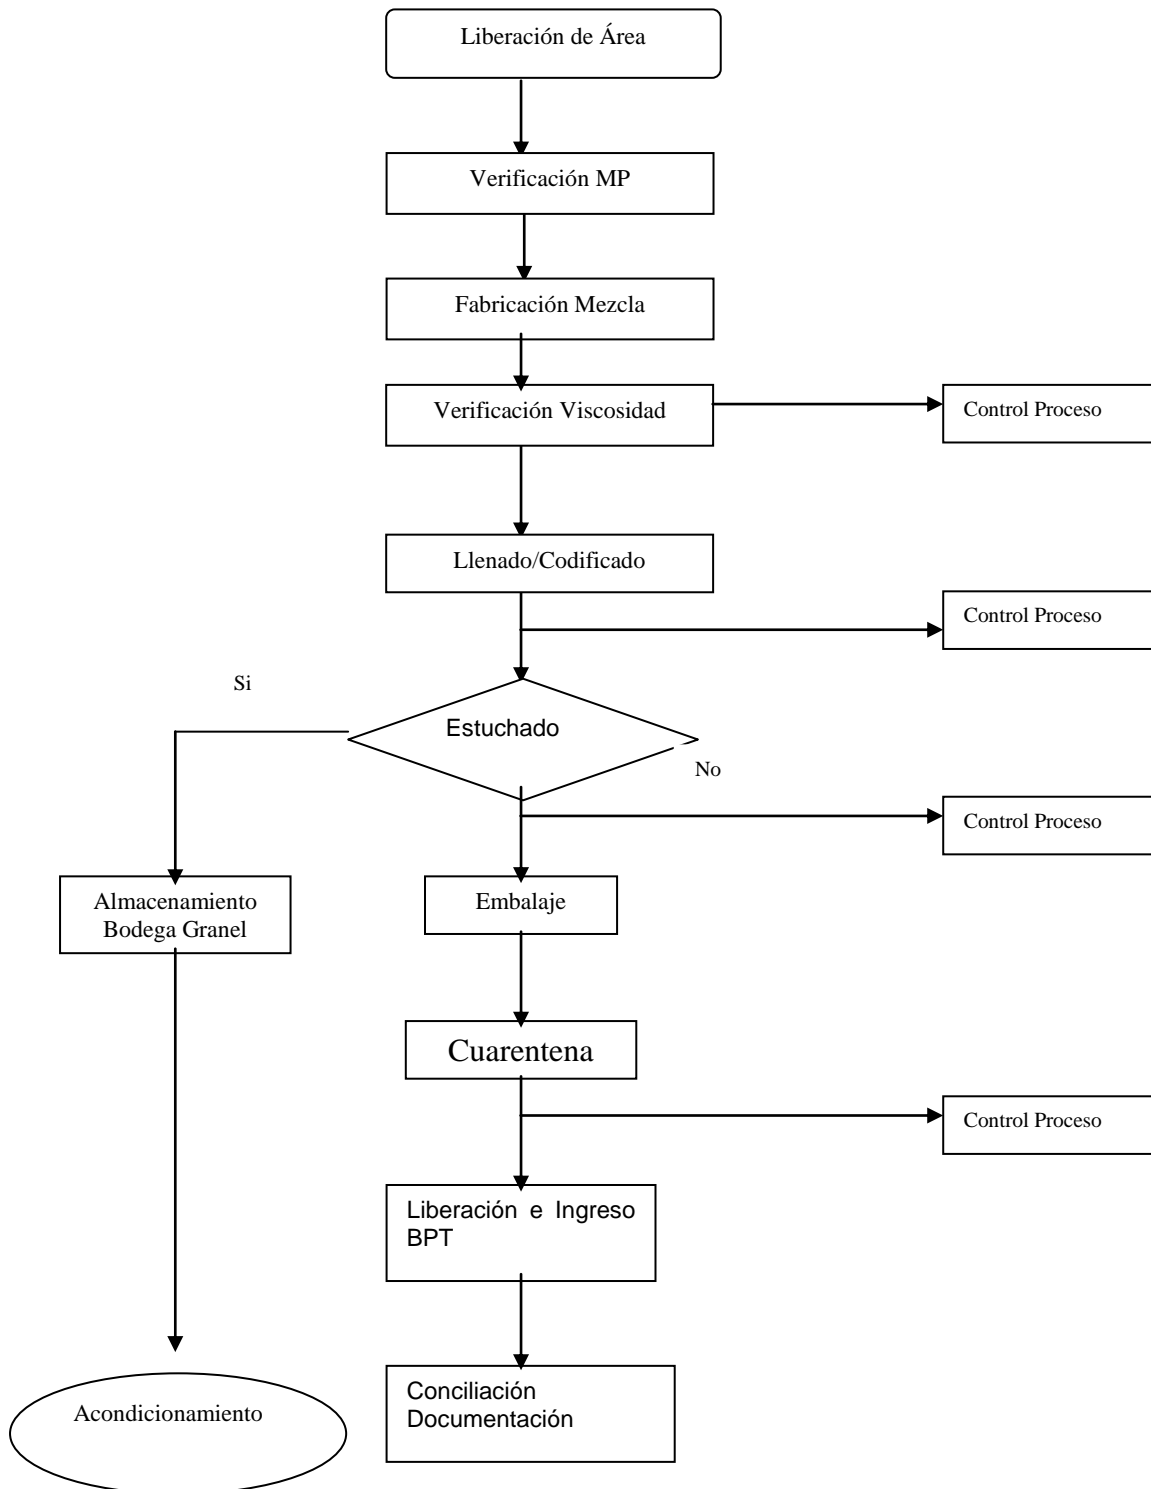 Liberación de Área
Verificación MP
Fabricación Mezcla
Verificación Viscosidad
Control Proceso
Llenado/Codificado
Control Proceso
Si
Estuchado
No
Control Proceso
Almacenamiento
Bodega Granel
Embalaje
Cuarentena
Control Proceso
Liberación e Ingreso
BPT
Conciliación
Documentación
Acondicionamiento